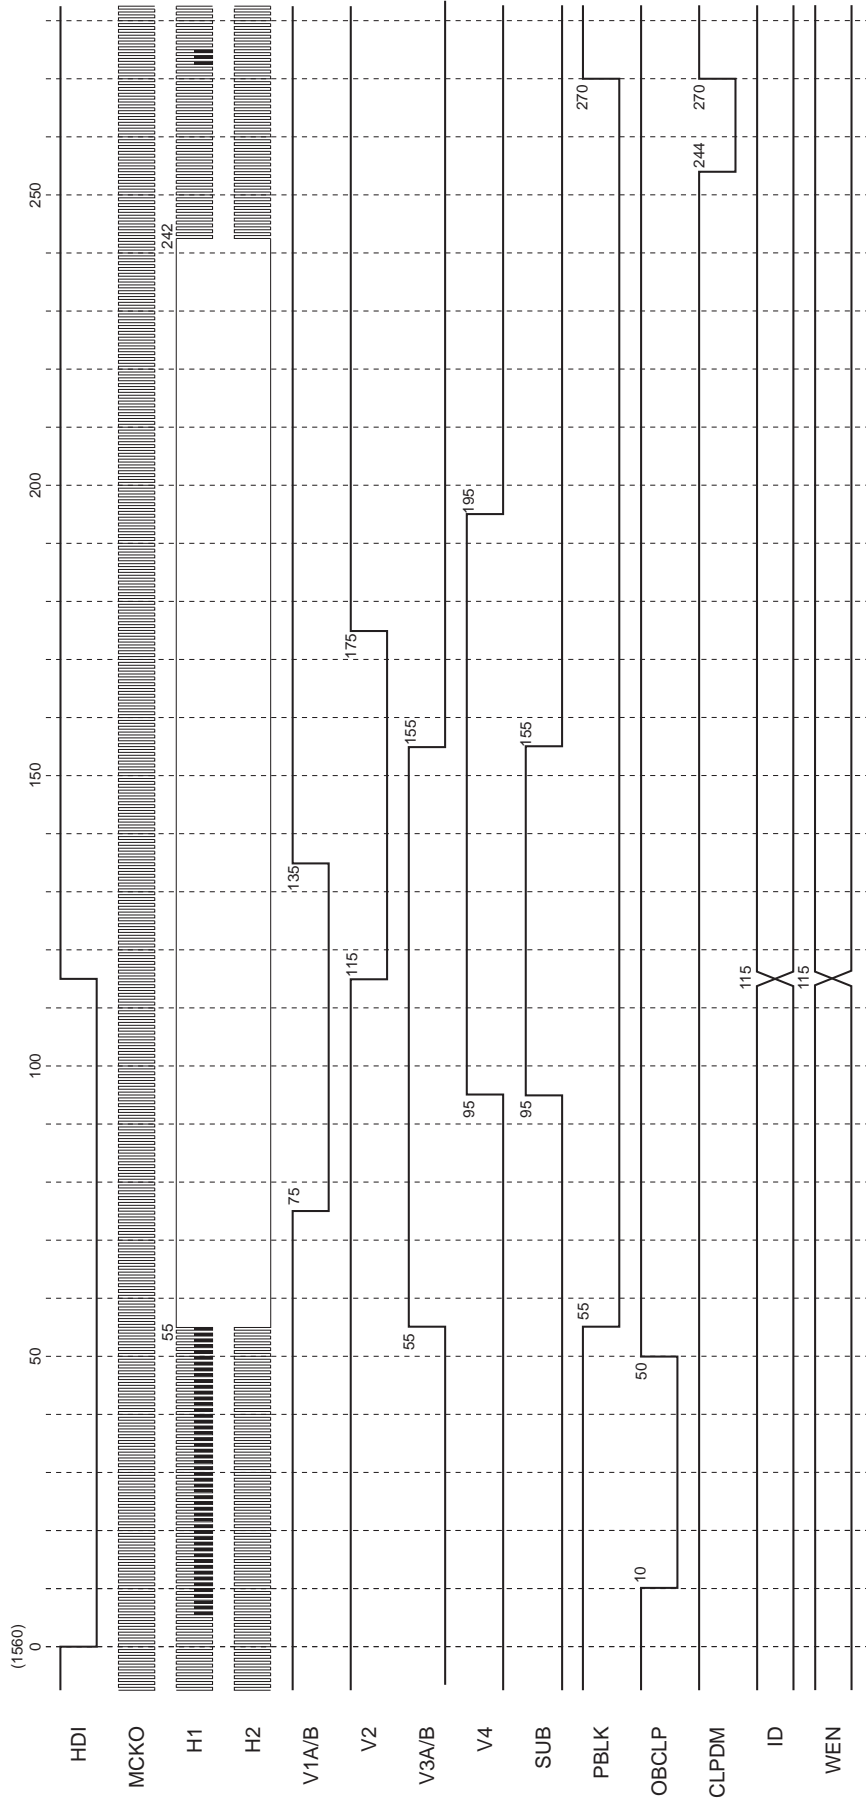 (1560)
0
50
100
150
200
250
HDI
MCKO
H1
55
242
H2
V1A/B
75
135
V2
115
175
V3A/B
55
155
V4
95
195
SUB
95
155
PBLK
55
270
OBCLP
10
50
CLPDM
244
270
ID
115
WEN
115